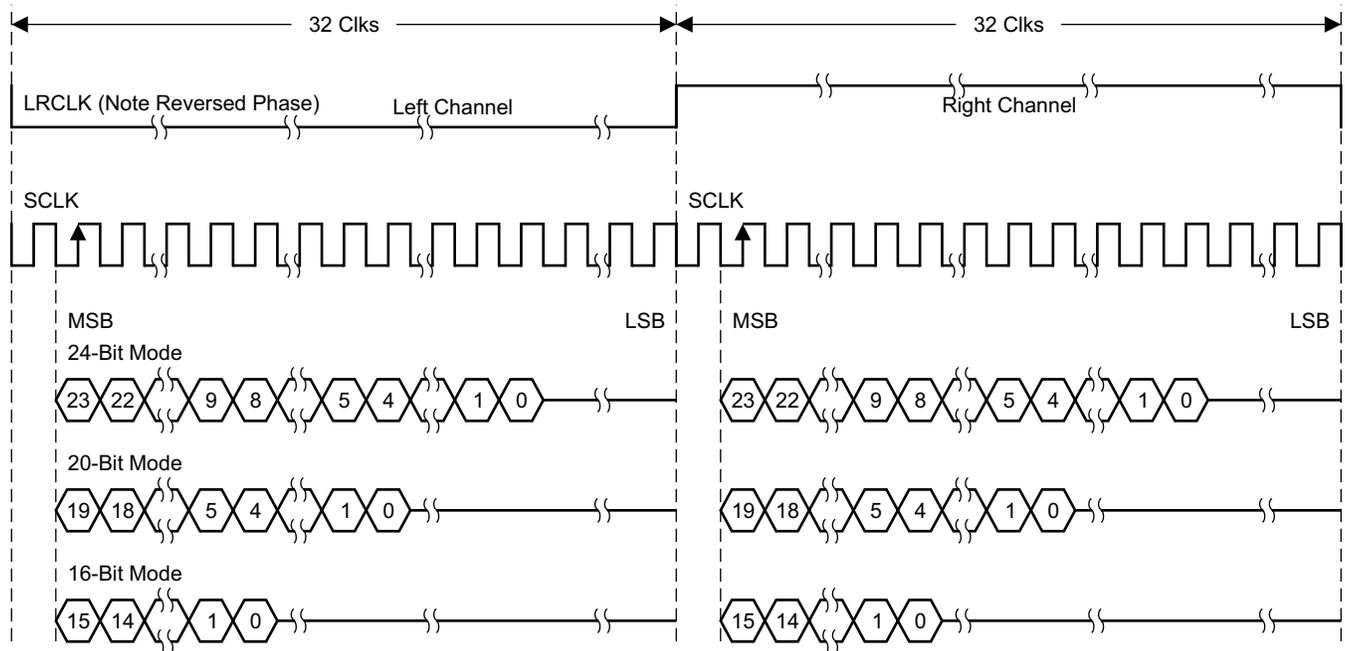 32 Clks 32 Clks
LRCLK (Note Reversed Phase) Left Channel Right Channel
SCLK SCLK
MSB LSB MSB LSB
24-Bit Mode
23 22 9 8 5 4 1 0 23 22 9 8 5 4 1 0
20-Bit Mode
19 18 5 4 1 0 19 18 5 4 1 0
16-Bit Mode
15 14 1 0 15 14 1 0